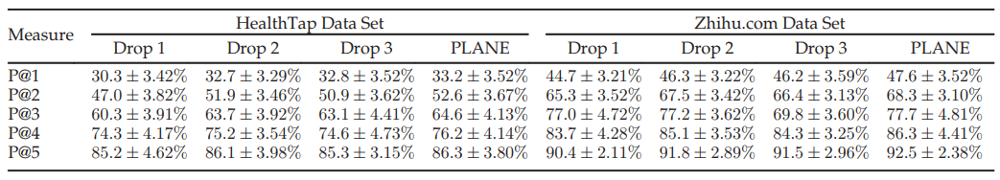 HealthTap Data Set Zhihu.com Data Set
Measure
Drop 1 Drop 2 Drop 3 PLANE Drop 1 Drop 2 Drop 3 PLANE
P@1 30.3 ± 3.42% 32.7 ± 3.29% 32.8 ± 3.52% 33.2 ± 3.52% 44.7 ± 3.21% 46.3 ± 3.22% 46.2 ± 3.59% 47.6 ± 3.52%
P@2 47.0 ± 3.82% 51.9 ± 3.46% 50.9 ± 3.62% 52.6 ± 3.67% 65.3 ± 3.52% 67.5 ± 3.42% 66.4 ± 3.13% 68.3 ± 3.10%
P@3 60.3 ± 3.91% 63.7 ± 3.92% 63.1 ± 4.41% 64.6 ± 4.13% 77.0 ± 4.72% 77.2 ± 3.62% 69.8 ± 3.60% 77.7 ± 4.81%
P@4 74.3 ± 4.17% 75.2 ± 3.54% 74.6 ± 4.73% 76.2 ± 4.14% 83.7 ± 4.28% 85.1 ± 3.53% 84.3 ± 3.25% 86.3 ± 4.41%
P@5 85.2 ± 4.62% 86.1 ± 3.98% 85.3 ± 3.15% 86.3 ± 3.80% 90.4 ± 2.11% 91.8 ± 2.89% 91.5 ± 2.96% 92.5 ± 2.38%